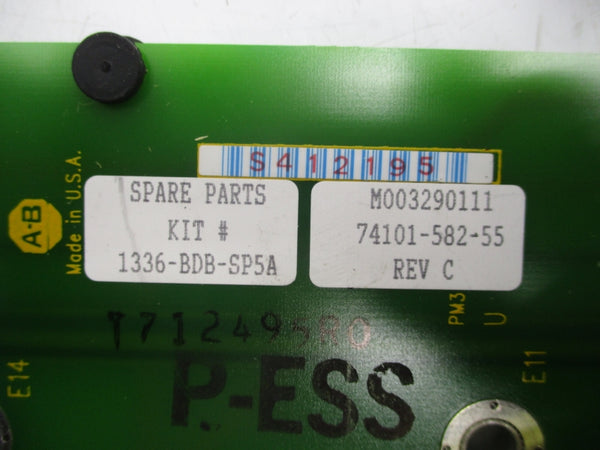 S412195
SPARE PARTS
KIT #
1336-BDB-SP5A
M003290111
74101-582-55
REV C
A-B
Made in U.S.A.
PM3
U
P-ESS
E14
E11